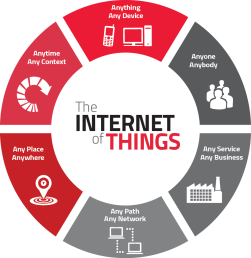 Anything
Any Device
Anyone
Anybody
Any Service
Any Business
Any Path
Any Network
Any Place
Anywhere
Anytime
Any Context
The
INTERNET
of THINGS